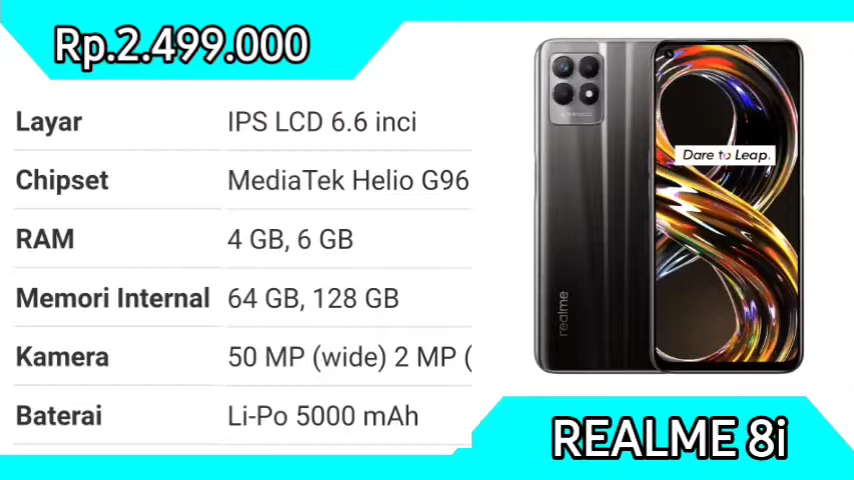 Rp.2.499.000
Layar IPS LCD 6.6 inci
Chipset MediaTek Helio G96
RAM 4 GB, 6 GB
Memori Internal 64 GB, 128 GB
Kamera 50 MP (wide) 2 MP (
Baterai Li-Po 5000 mAh
Dare to Leap.
realme
REALME 8i